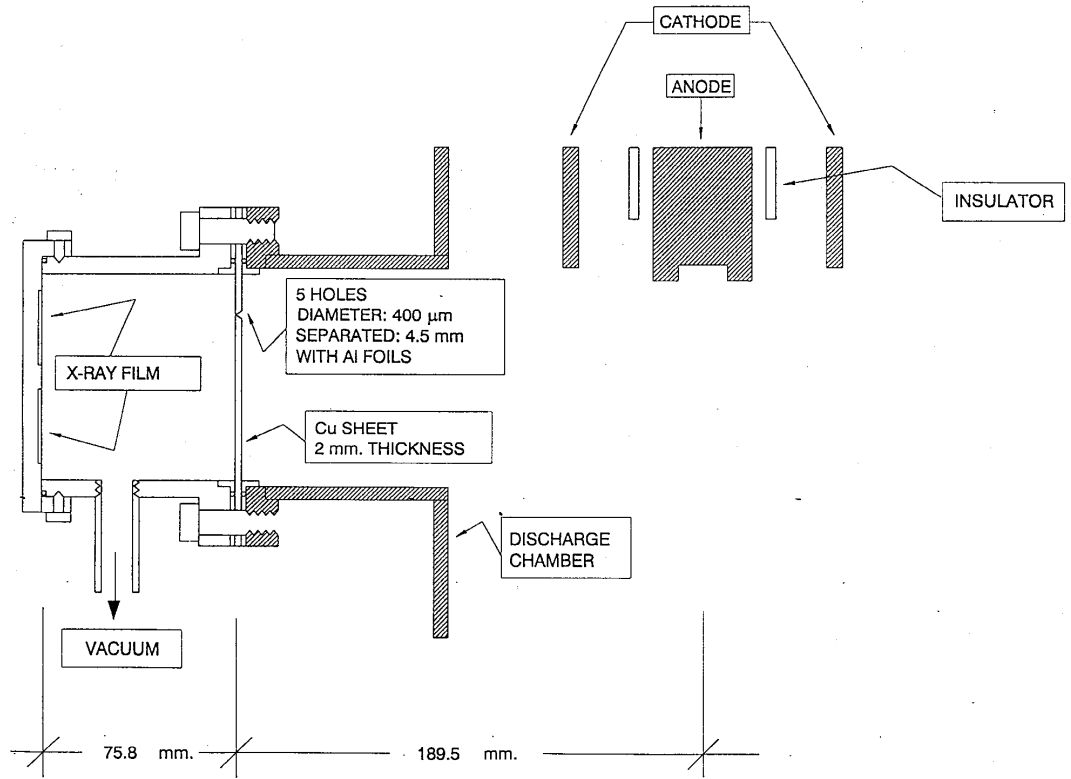 CATHODE
ANODE
INSULATOR
5 HOLES
DIAMETER: 400 µm
SEPARATED: 4.5 mm
WITH Al FOILS
X-RAY FILM
Cu SHEET
2 mm. THICKNESS
DISCHARGE
CHAMBER
VACUUM
75.8 mm.
189.5 mm.